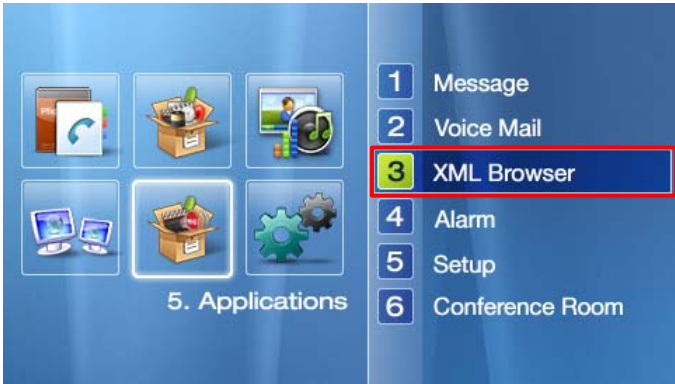 5. Applications
1 Message
2 Voice Mail
3 XML Browser
4 Alarm
5 Setup
6 Conference Room